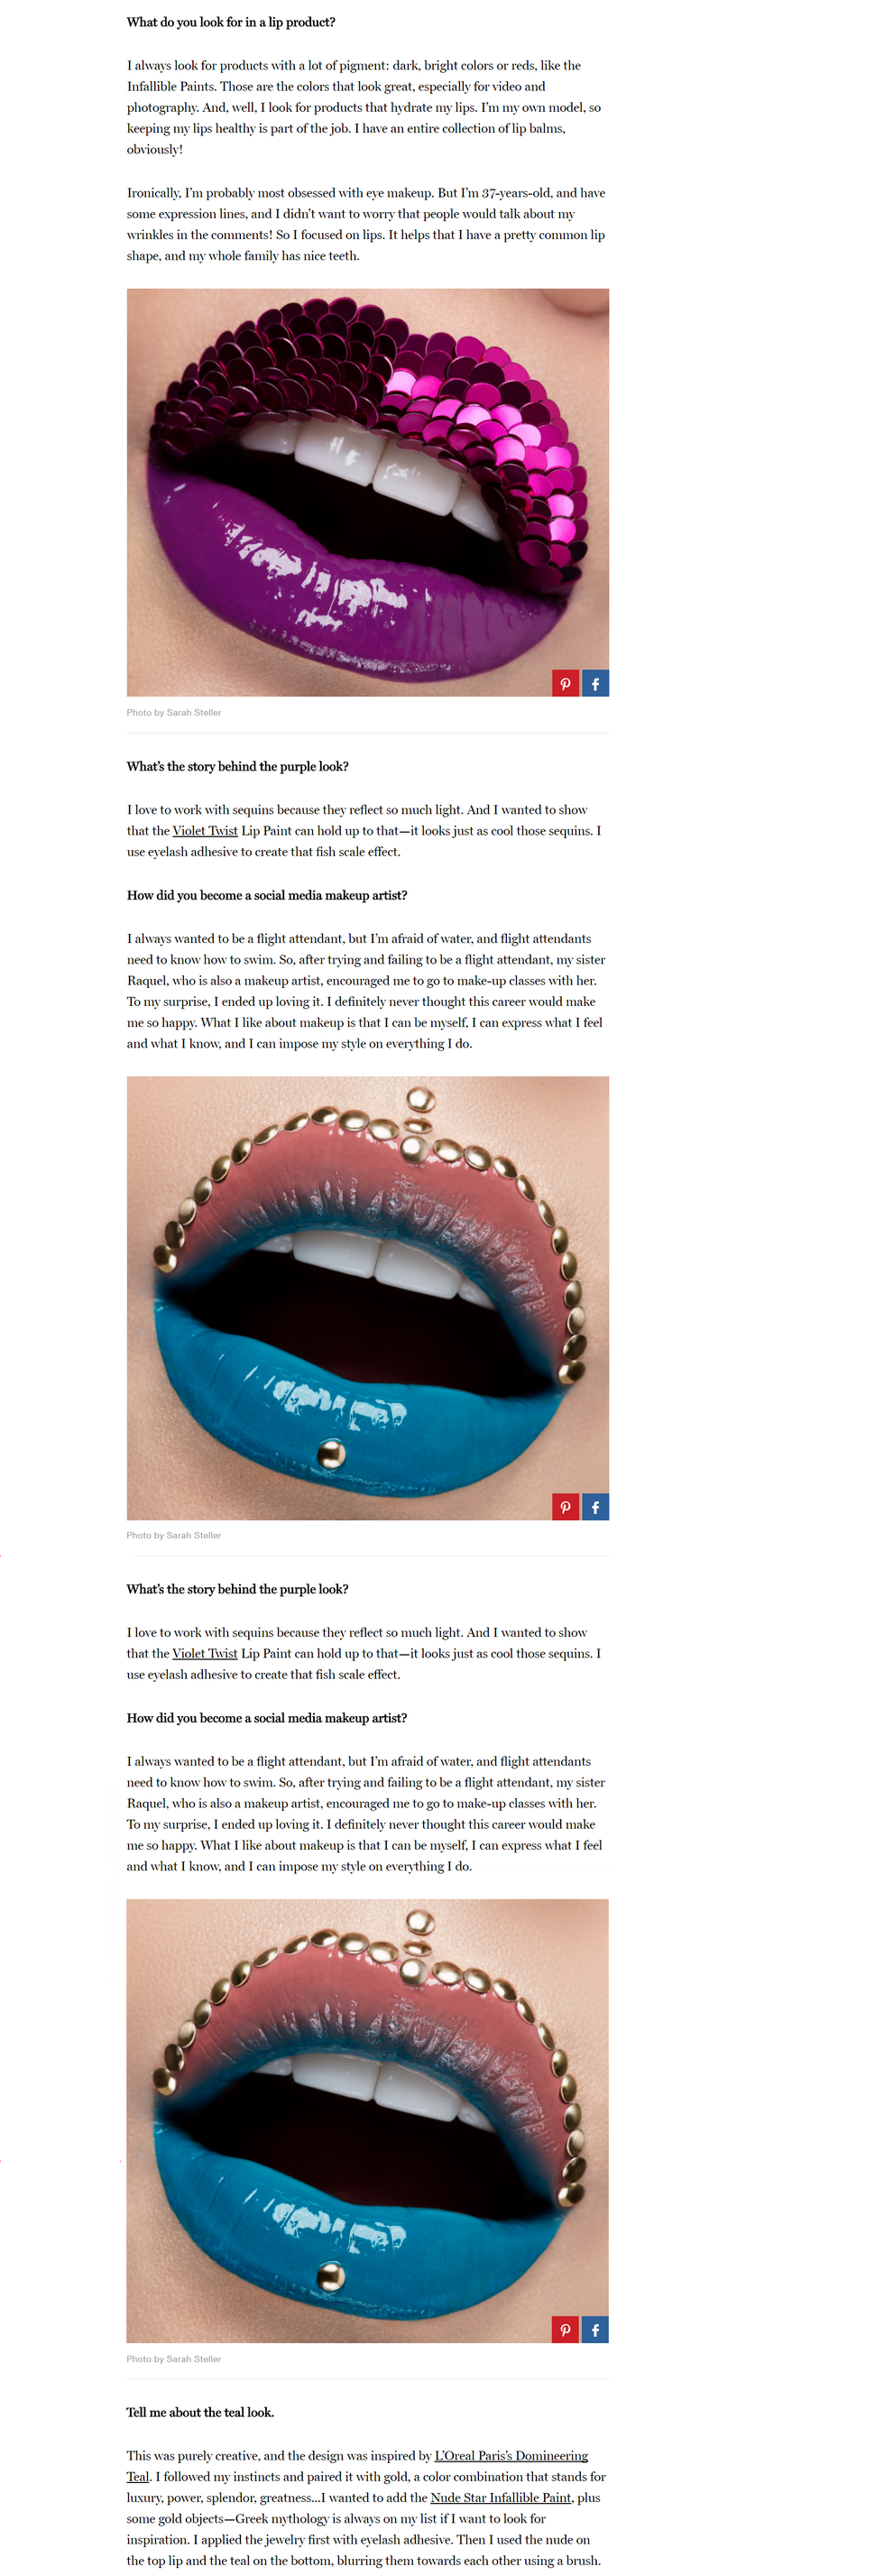 What do you look for in a lip product?
I always look for products with a lot of pigment: dark, bright colors or reds, like the
Infallible Paints. Those are the colors that look great, especially for video and
photography. And, well, I look for products that hydrate my lips. I'm my own model, so
keeping my lips healthy is part of the job. I have an entire collection of lip balms,
obviously!
Ironically, I'm probably most obsessed with eye makeup. But I'm 37-years-old, and have
some expression lines, and I didn't want to worry that people would talk about my
wrinkles in the comments! So I focused on lips. It helps that I have a pretty common lip
shape, and my whole family has nice teeth.
Photo by Sarah Steller
What's the story behind the purple look?
I love to work with sequins because they reflect so much light. And I wanted to show
that the Violet Twist Lip Paint can hold up to that—it looks just as cool those sequins. I
use eyelash adhesive to create that fish scale effect.
How did you become a social media makeup artist?
I always wanted to be a flight attendant, but I'm afraid of water, and flight attendants
need to know how to swim. So, after trying and failing to be a flight attendant, my sister
Raquel, who is also a makeup artist, encouraged me to go to make-up classes with her.
To my surprise, I ended up loving it. I definitely never thought this career would make
me so happy. What I like about makeup is that I can be myself, I can express what I feel
and what I know, and I can impose my style on everything I do.
Photo by Sarah Steller
What's the story behind the purple look?
I love to work with sequins because they reflect so much light. And I wanted to show
that the Violet Twist Lip Paint can hold up to that—it looks just as cool those sequins. I
use eyelash adhesive to create that fish scale effect.
How did you become a social media makeup artist?
I always wanted to be a flight attendant, but I'm afraid of water, and flight attendants
need to know how to swim. So, after trying and failing to be a flight attendant, my sister
Raquel, who is also a makeup artist, encouraged me to go to make-up classes with her.
To my surprise, I ended up loving it. I definitely never thought this career would make
me so happy. What I like about makeup is that I can be myself, I can express what I feel
and what I know, and I can impose my style on everything I do.
Photo by Sarah Steller
Tell me about the teal look.
This was purely creative, and the design was inspired by L'Oreal Paris's Domineering
Teal. I followed my instincts and paired it with gold, a color combination that stands for
luxury, power, splendor, greatness...I wanted to add the Nude Star Infallible Paint, plus
some gold objects—Greek mythology is always on my list if I want to look for
inspiration. I applied the jewelry first with eyelash adhesive. Then I used the nude on
the top lip and the teal on the bottom, blurring them towards each other using a brush.